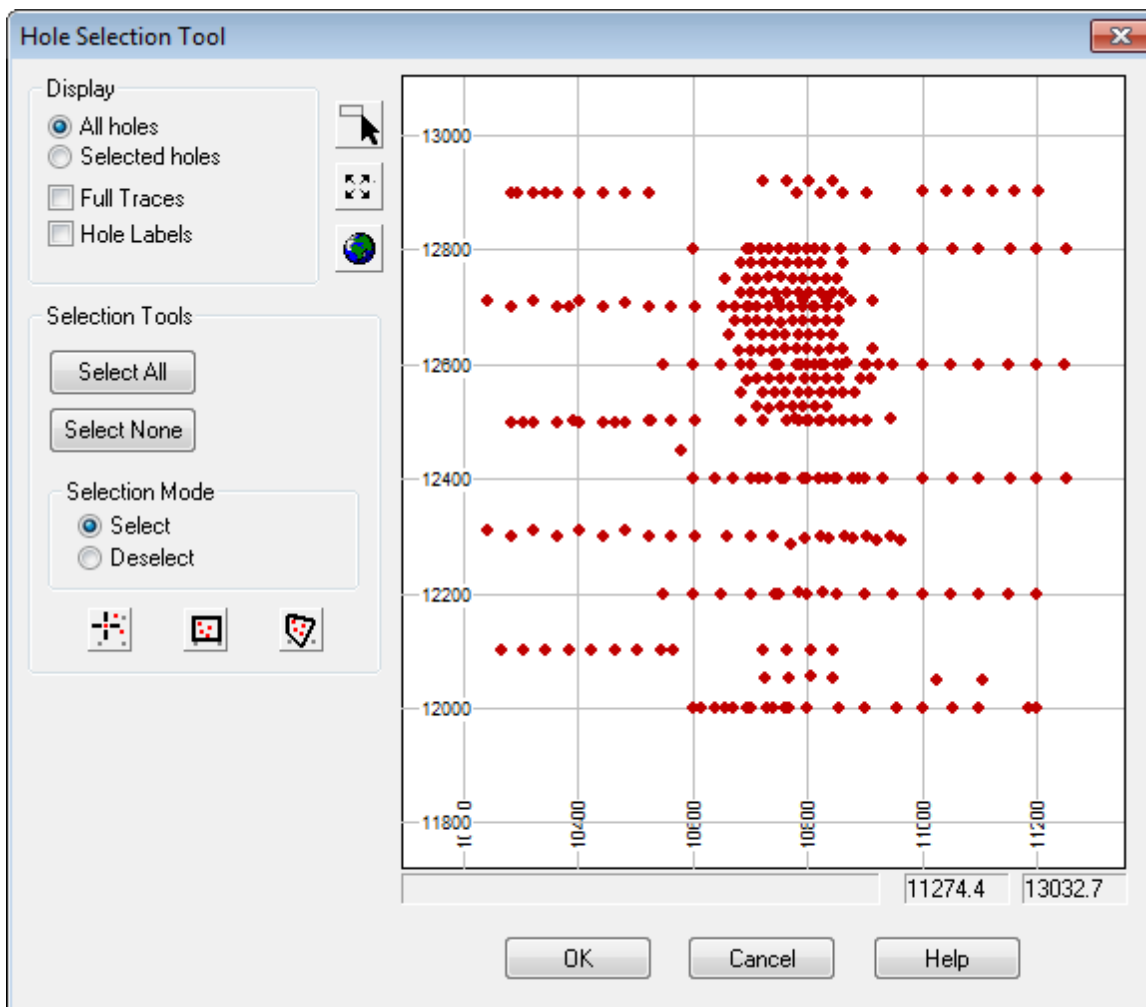 Hole Selection Tool
Display
All holes
Selected holes
Full Traces
Hole Labels
Selection Tools
Select All
Select None
Selection Mode
Select
Deselect
13000
12800
12600
12400
12200
12000
11800
10400
10600
10800
11000
11200
11274.4
13032.7
OK
Cancel
Help